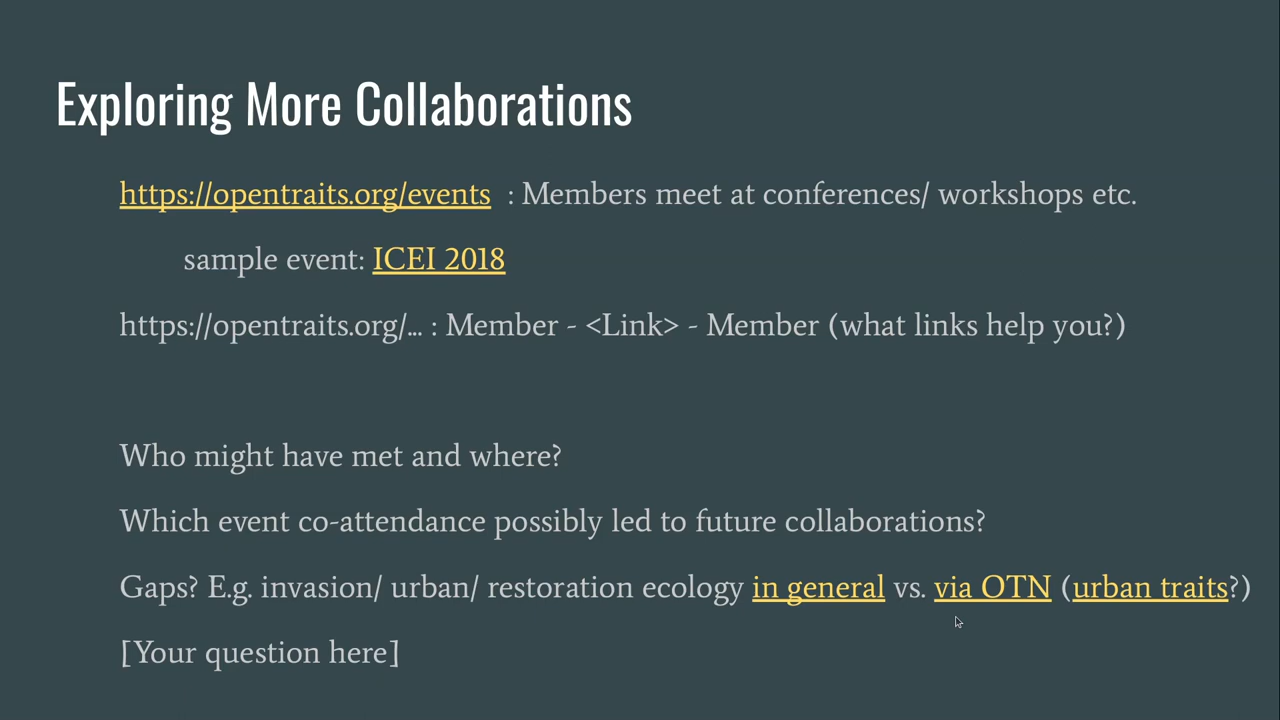 Exploring More Collaborations
https://opentraits.org/events : Members meet at conferences/ workshops etc.
sample event: ICEI 2018
https://opentraits.org/... : Member - <Link> - Member (what links help you?)
Who might have met and where?
Which event co-attendance possibly led to future collaborations?
Gaps? E.g. invasion/ urban/ restoration ecology in general vs. via OTN (urban traits?)
[Your question here]